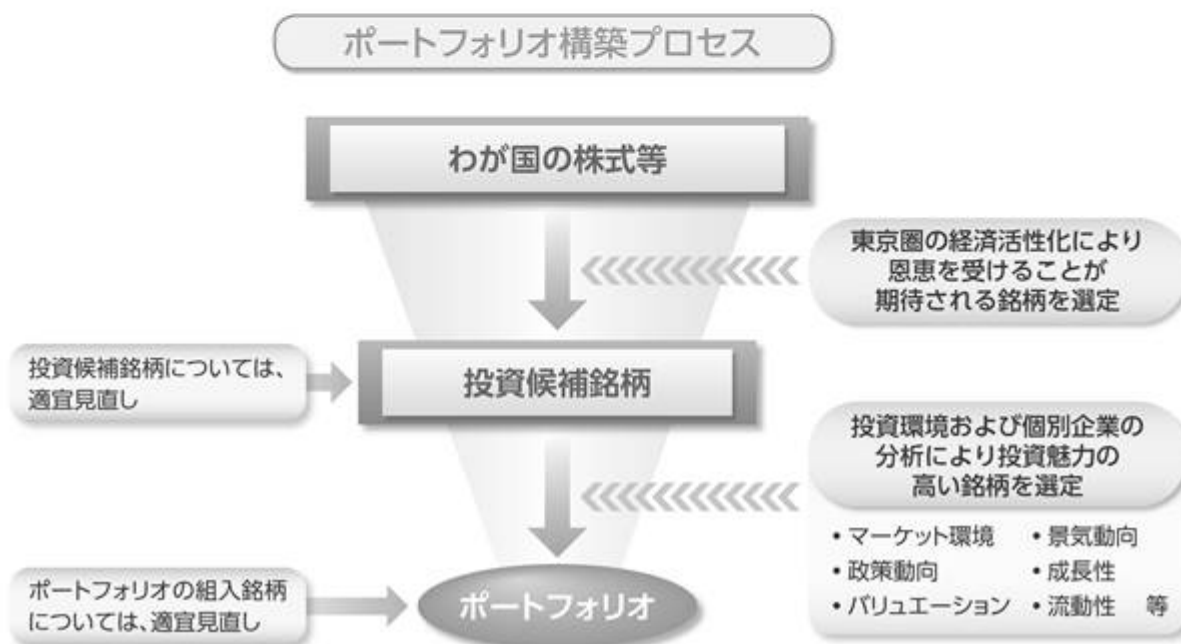 ポートフォリオ構築プロセス
わが国の株式等
東京圏の経済活性化により
恩恵を受けることが
期待される銘柄を選定
投資候補銘柄については、
適宜見直し
投資候補銘柄
投資環境および個別企業の
分析により投資魅力の
高い銘柄を選定
• マーケット環境 • 景気動向
• 政策動向 • 成長性
• バリュエーション • 流動性 等
ポートフォリオの組入銘柄
については、適宜見直し
ポートフォリオ